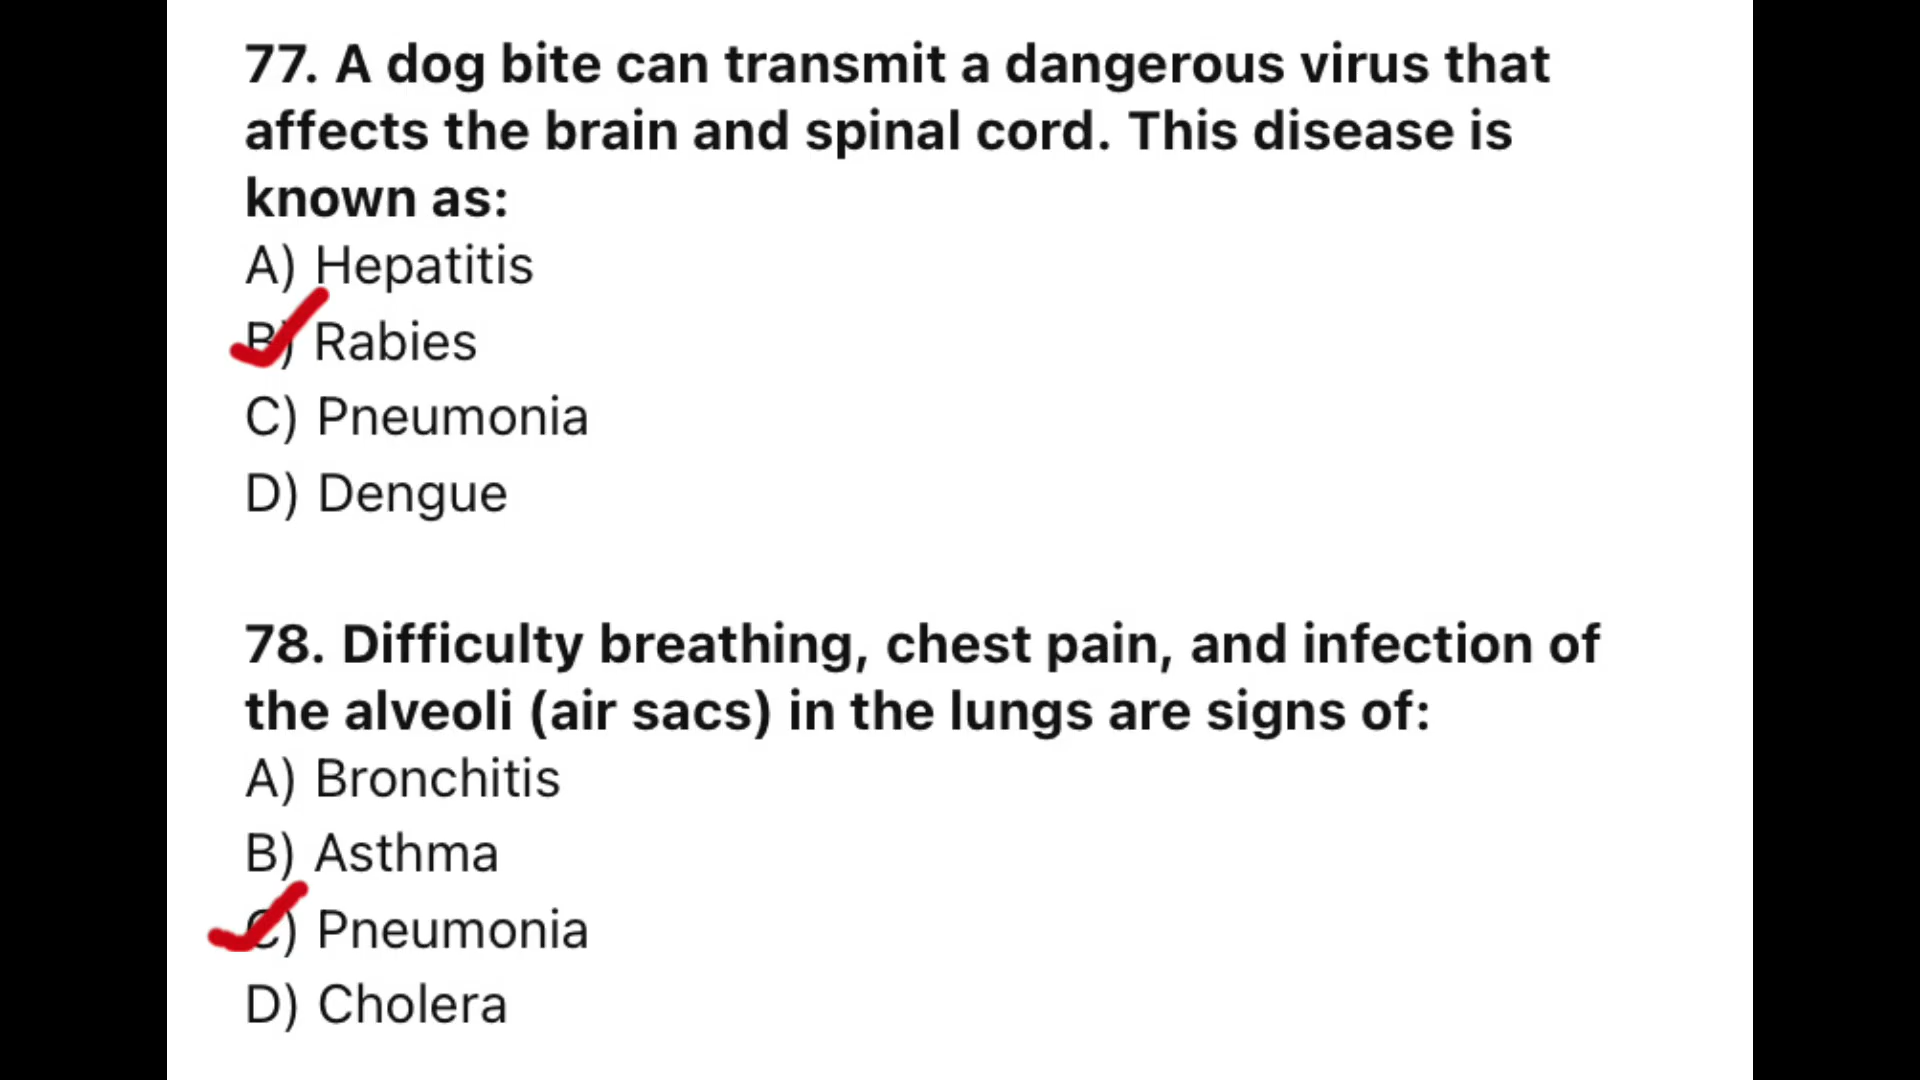 77. A dog bite can transmit a dangerous virus that
affects the brain and spinal cord. This disease is
known as:
A) Hepatitis
B) Rabies
C) Pneumonia
D) Dengue
78. Difficulty breathing, chest pain, and infection of
the alveoli (air sacs) in the lungs are signs of:
A) Bronchitis
B) Asthma
C) Pneumonia
D) Cholera